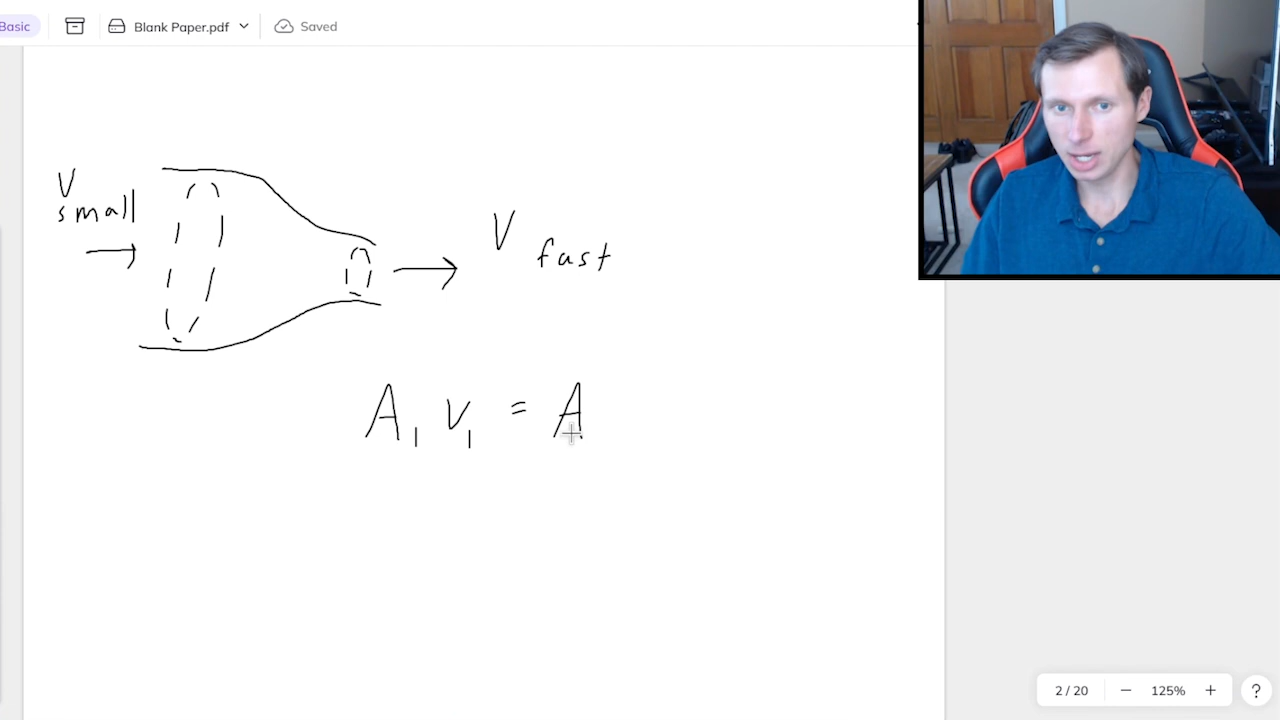 Basic
Blank Paper.pdf
Saved
V
small
V
fast
A₁ v₁ = A
2 / 20
125%
?